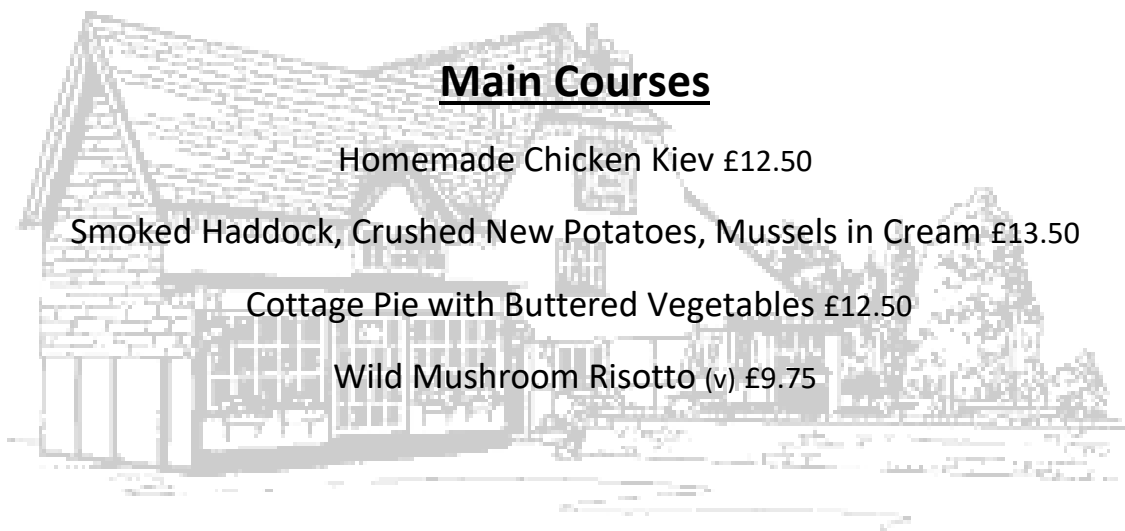 Main Courses
Homemade Chicken Kiev £12.50
Smoked Haddock, Crushed New Potatoes, Mussels in Cream £13.50
Cottage Pie with Buttered Vegetables £12.50
Wild Mushroom Risotto (v) £9.75